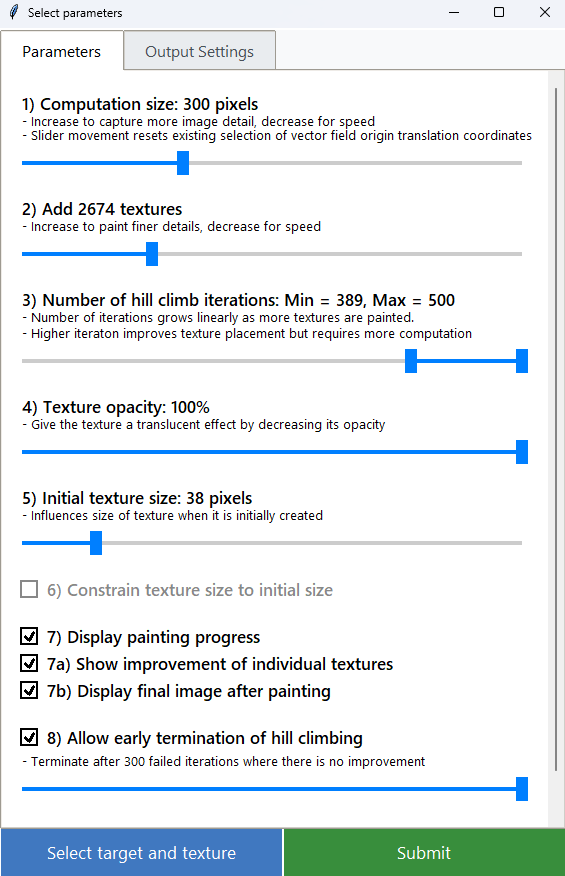 Select parameters
Parameters
Output Settings
1) Computation size: 300 pixels
- Increase to capture more image detail, decrease for speed
- Slider movement resets existing selection of vector field origin translation coordinates
2) Add 2674 textures
- Increase to paint finer details, decrease for speed
3) Number of hill climb iterations: Min = 389, Max = 500
- Number of iterations grows linearly as more textures are painted.
- Higher iteraton improves texture placement but requires more computation
4) Texture opacity: 100%
- Give the texture a translucent effect by decreasing its opacity
5) Initial texture size: 38 pixels
- Influences size of texture when it is initially created
6) Constrain texture size to initial size
7) Display painting progress
7a) Show improvement of individual textures
7b) Display final image after painting
8) Allow early termination of hill climbing
- Terminate after 300 failed iterations where there is no improvement
Select target and texture
Submit